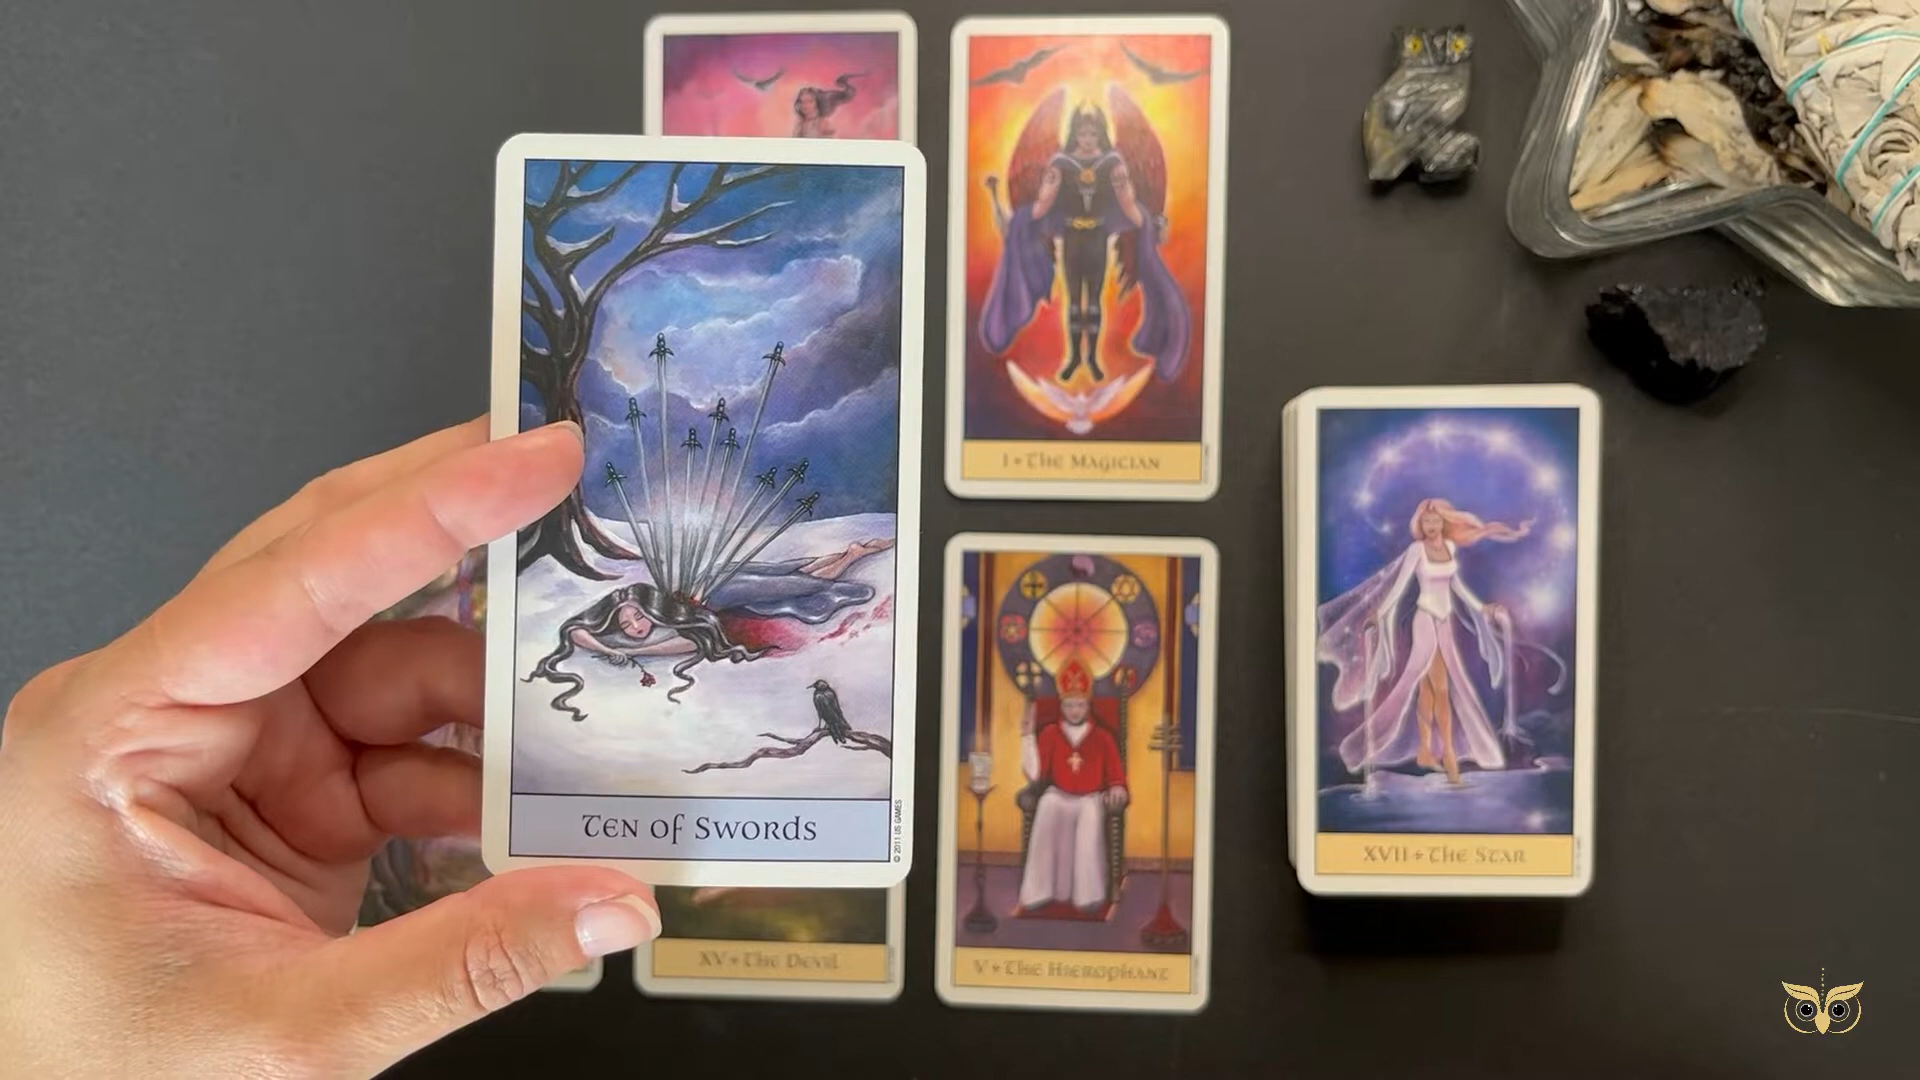 I ✦ The Magician
Ten of Swords
© 2011 US GAMES
XVII ✦ The Star
XV ✦ The Devil
V ✦ The Hierophant